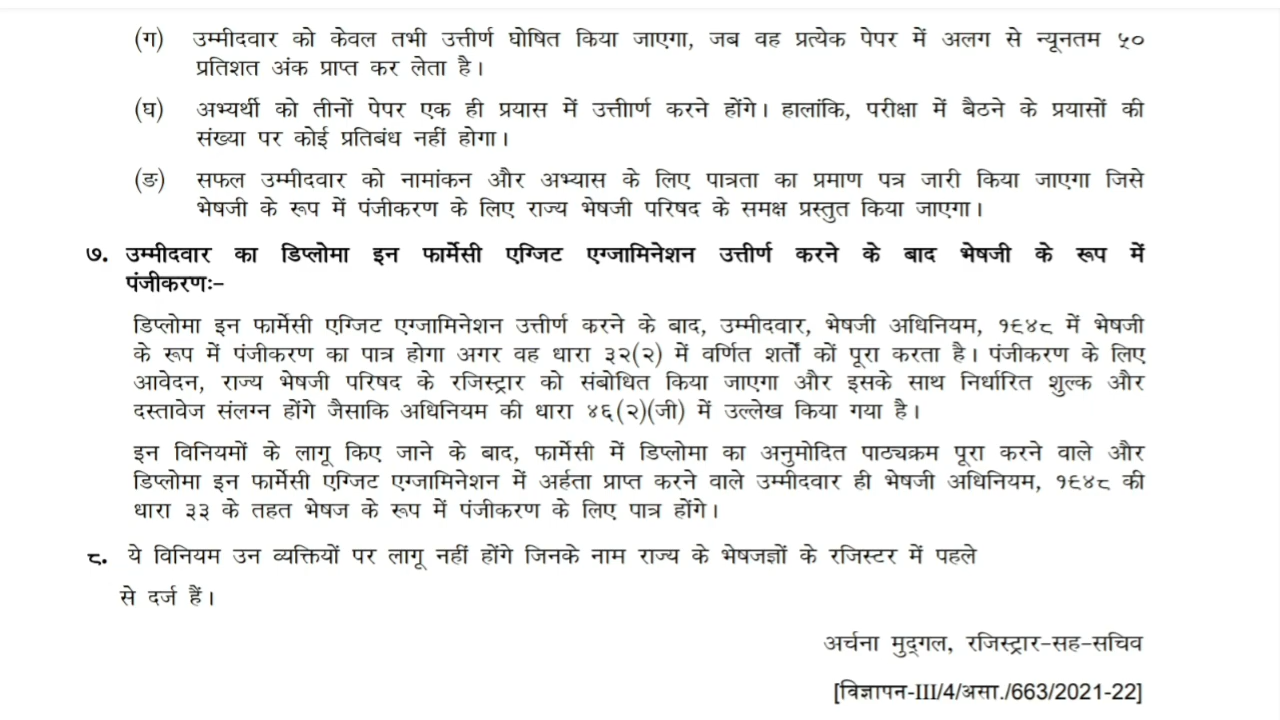 (ग) उम्मीदवार को केवल तभी उत्तीर्ण घोषित किया जाएगा, जब वह प्रत्येक पेपर में अलग से न्यूनतम ५०
प्रतिशत अंक प्राप्त कर लेता है।
(घ) अभ्यर्थी को तीनों पेपर एक ही प्रयास में उत्तीार्ण करने होंगे। हालांकि, परीक्षा में बैठने के प्रयासों की
संख्या पर कोई प्रतिबंध नहीं होगा।
(ङ) सफल उम्मीदवार को नामांकन और अभ्यास के लिए पात्रता का प्रमाण पत्र जारी किया जाएगा जिसे
भेषजी के रूप में पंजीकरण के लिए राज्य भेषजी परिषद के समक्ष प्रस्तुत किया जाएगा।
७. उम्मीदवार का डिप्लोमा इन फार्मेसी एग्जिट एग्जामिनेशन उत्तीर्ण करने के बाद भेषजी के रूप में
पंजीकरणः-
डिप्लोमा इन फार्मेसी एग्जिट एग्जामिनेशन उत्तीर्ण करने के बाद, उम्मीदवार, भेषजी अधिनियम, १९४८ में भेषजी
के रूप में पंजीकरण का पात्र होगा अगर वह धारा ३२(२) में वर्णित शर्तों कों पूरा करता है। पंजीकरण के लिए
आवेदन, राज्य भेषजी परिषद के रजिस्ट्रार को संबोधित किया जाएगा और इसके साथ निर्धारित शुल्क और
दस्तावेज संलग्न होंगे जैसाकि अधिनियम की धारा ४६(२)(जी) में उल्लेख किया गया है।
इन विनियमों के लागू किए जाने के बाद, फार्मेसी में डिप्लोमा का अनुमोदित पाठ्यक्रम पूरा करने वाले और
डिप्लोमा इन फार्मेसी एग्जिट एग्जामिनेशन में अर्हता प्राप्त करने वाले उम्मीदवार ही भेषजी अधिनियम, १९४८ की
धारा ३३ के तहत भेषज के रूप में पंजीकरण के लिए पात्र होंगे।
८. ये विनियम उन व्यक्तियों पर लागू नहीं होंगे जिनके नाम राज्य के भेषजज्ञों के रजिस्टर में पहले
से दर्ज हैं।
अर्चना मुद्गल, रजिस्ट्रार-सह-सचिव
[विज्ञापन-III/4/असा./663/2021-22]